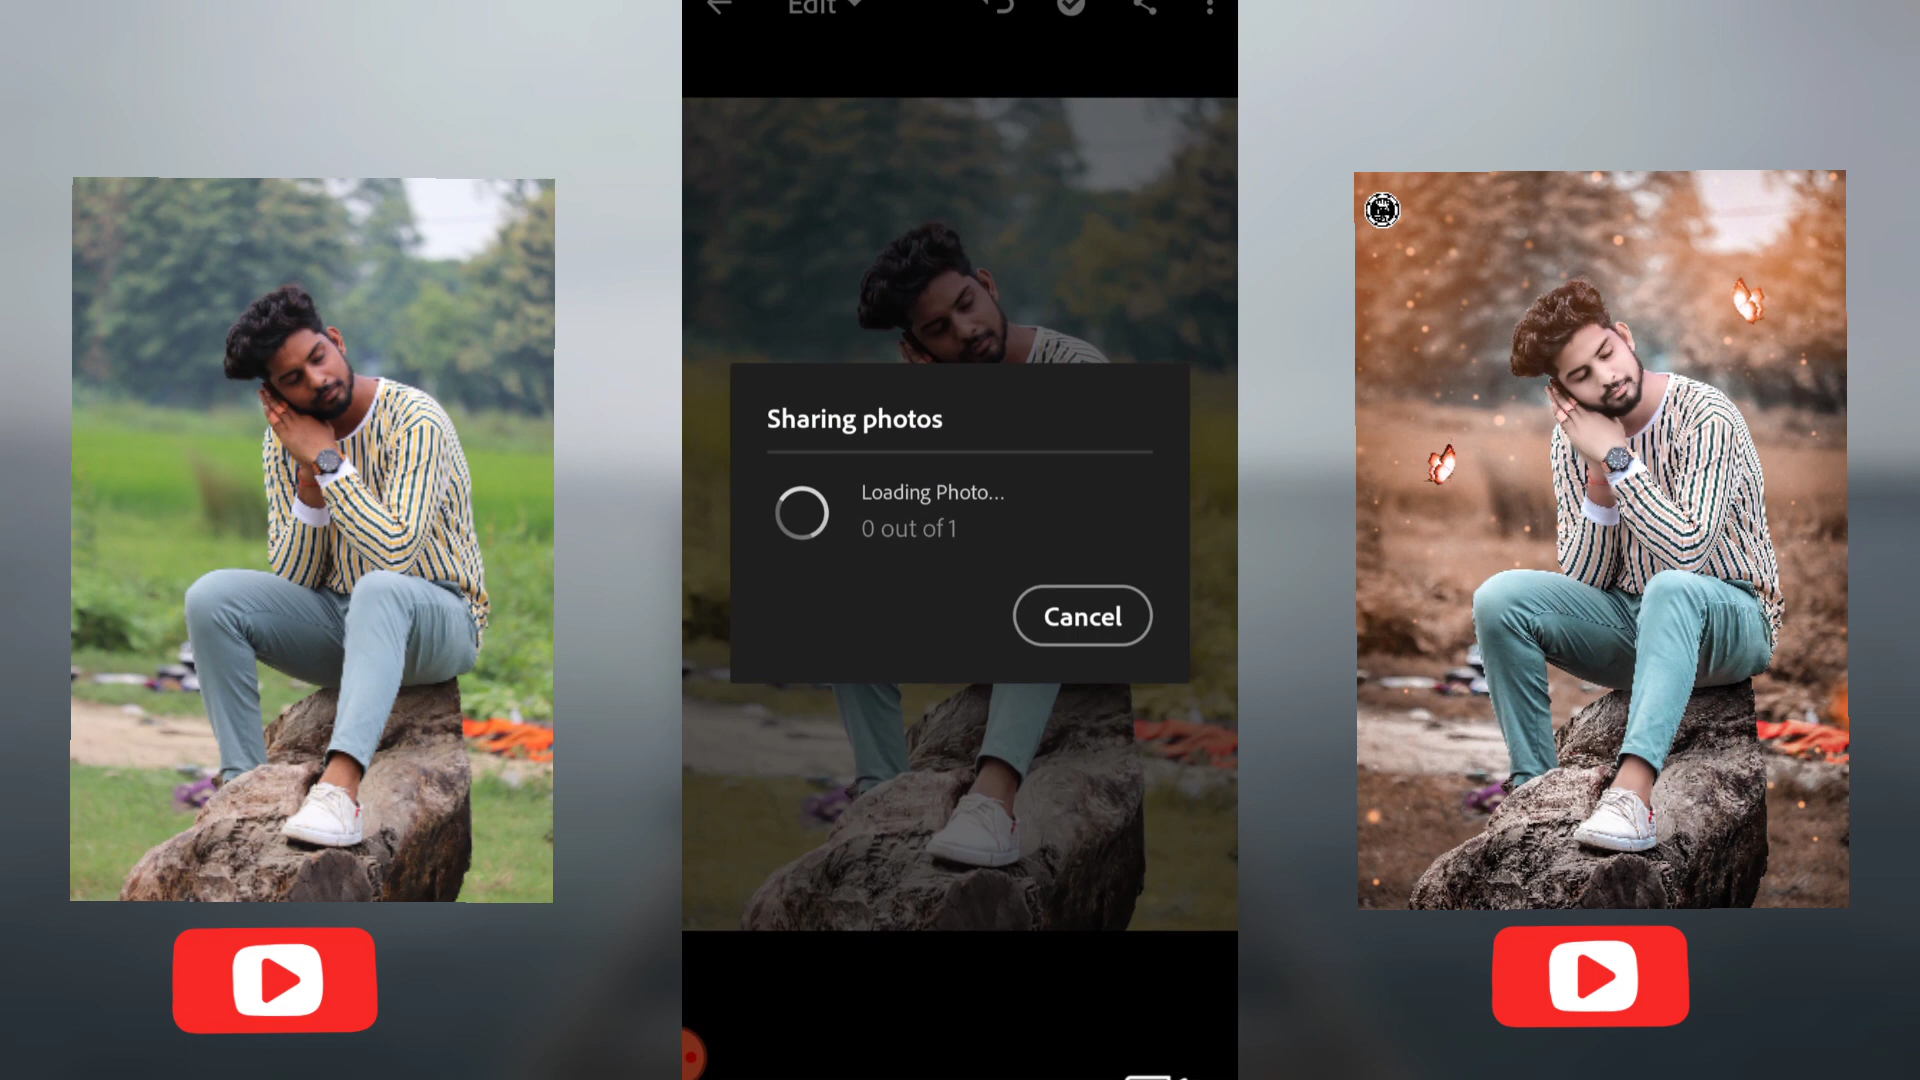 Edit
Sharing photos
Loading Photo...
0 out of 1
Cancel